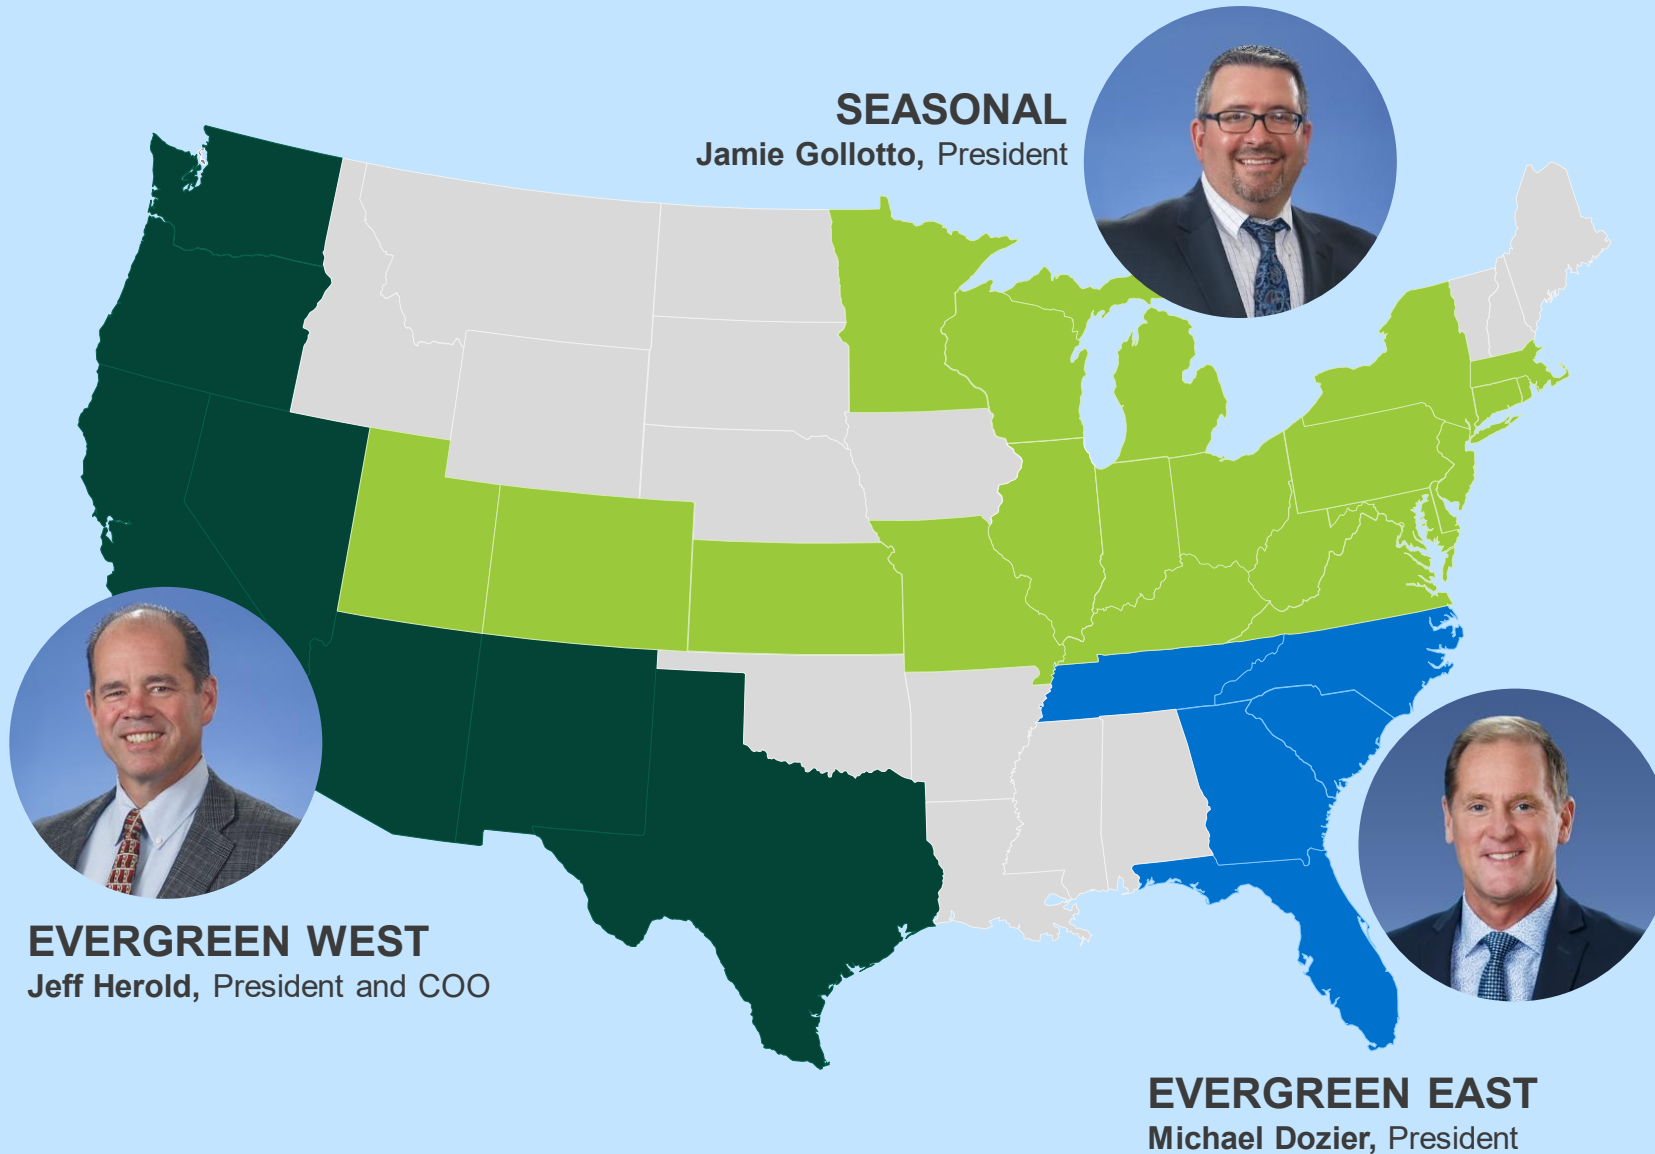 SEASONAL
Jamie Gollotto, President
EVERGREEN WEST
Jeff Herold, President and COO
EVERGREEN EAST
Michael Dozier, President